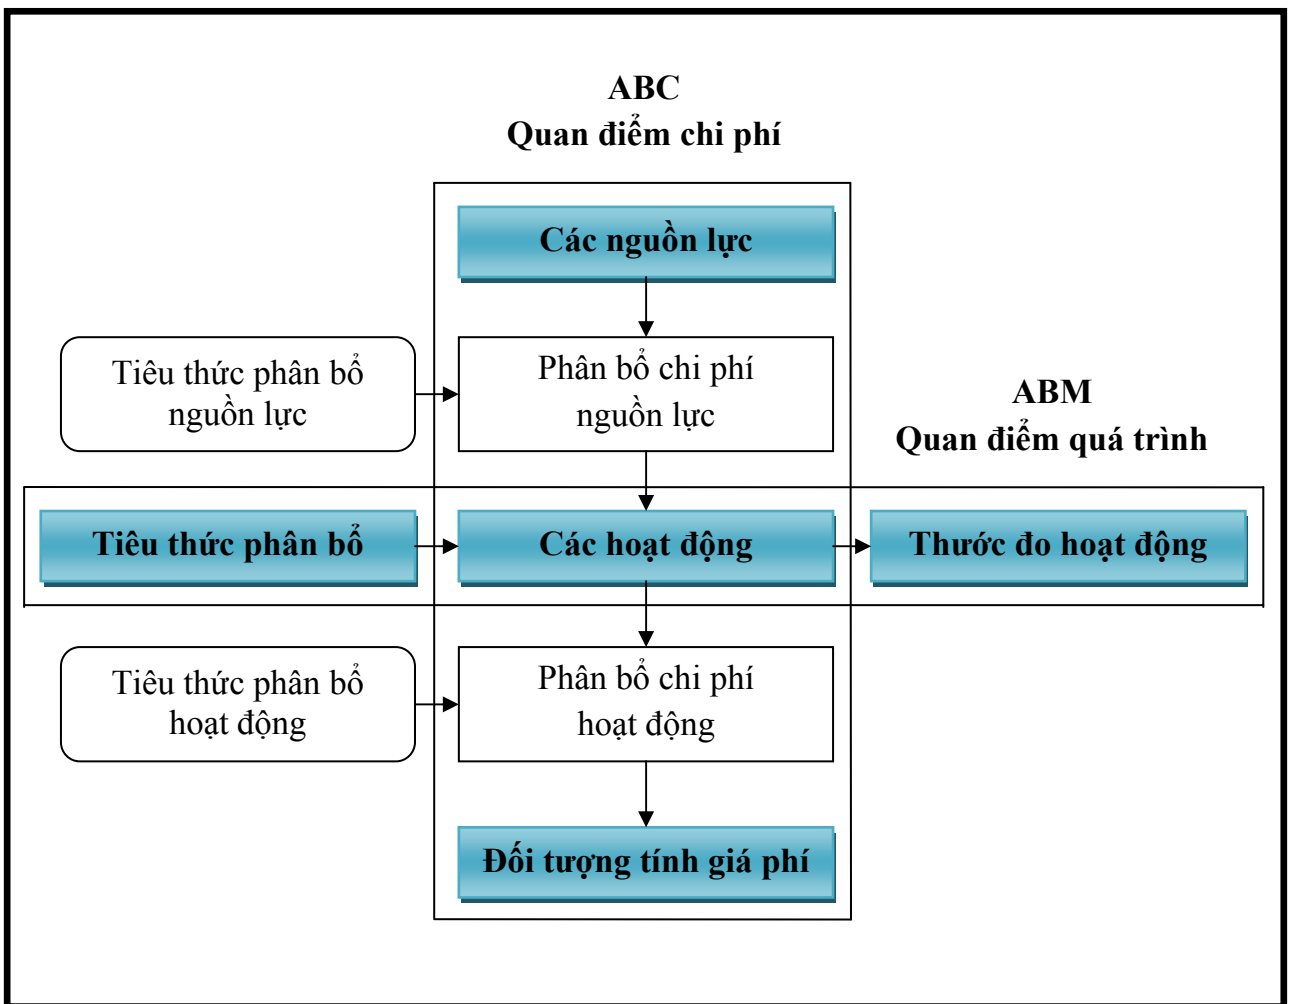 ABC
Quan điểm chi phí
Các nguồn lực
Tiêu thức phân bổ
nguồn lực
Phân bổ chi phí
nguồn lực
ABM
Quan điểm quá trình
Tiêu thức phân bổ
Các hoạt động
Thước đo hoạt động
Tiêu thức phân bổ
hoạt động
Phân bổ chi phí
hoạt động
Đối tượng tính giá phí